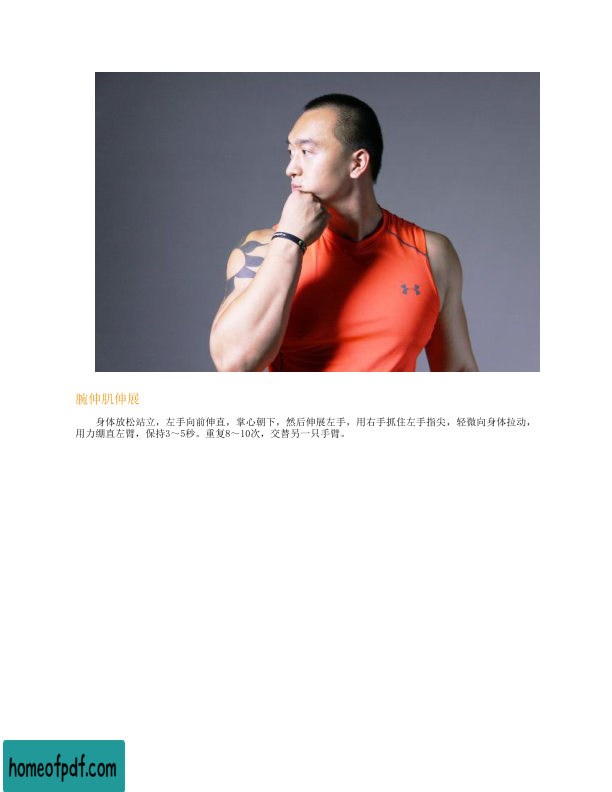 腕伸肌伸展
身体放松站立，左手向前伸直，掌心朝下，然后伸展左手，用右手抓住左手指尖，轻微向身体拉动，
用力绷直左臂，保持3～5秒。重复8～10次，交替另一只手臂。
homeofpdf.com